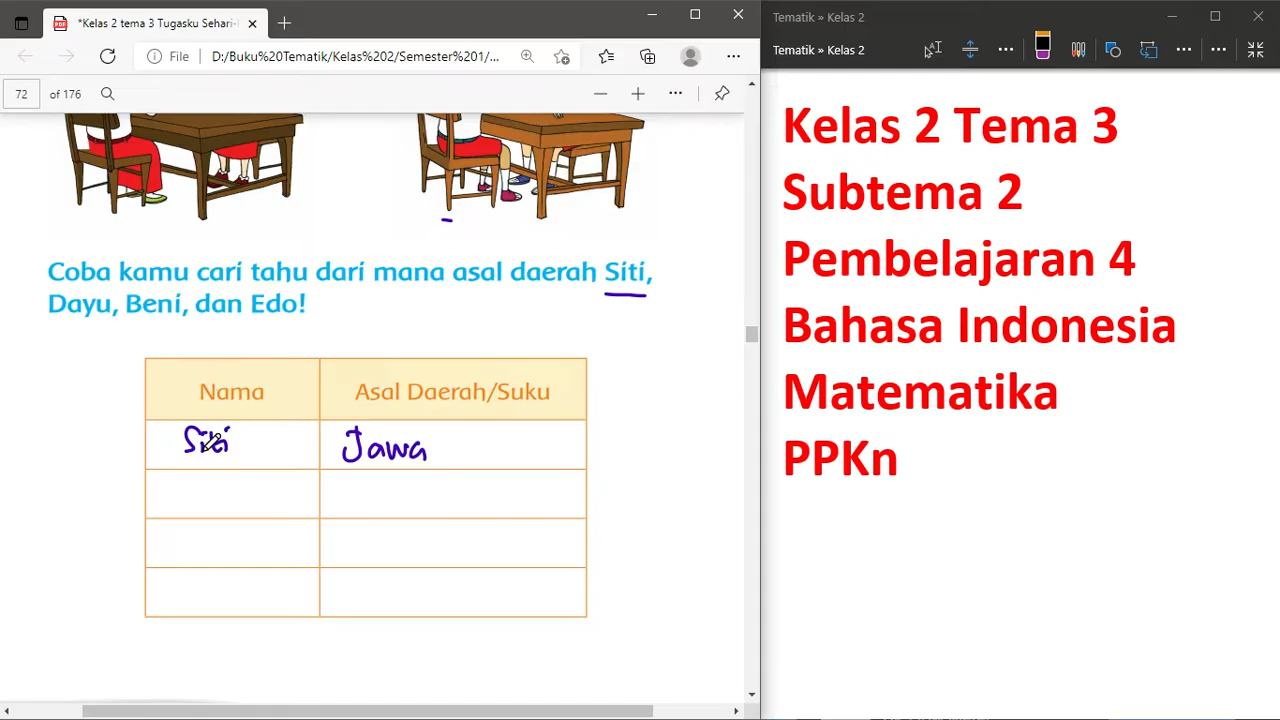 *Kelas 2 tema 3 Tugasku Sehari-
File D:/Buku%20Tematik/Kelas%202/Semester%201/...
72 of 176
Coba kamu cari tahu dari mana asal daerah Siti,
Dayu, Beni, dan Edo!
Nama Asal Daerah/Suku
Siti Jawa
Tematik » Kelas 2
Tematik » Kelas 2
Kelas 2 Tema 3
Subtema 2
Pembelajaran 4
Bahasa Indonesia
Matematika
PPKn